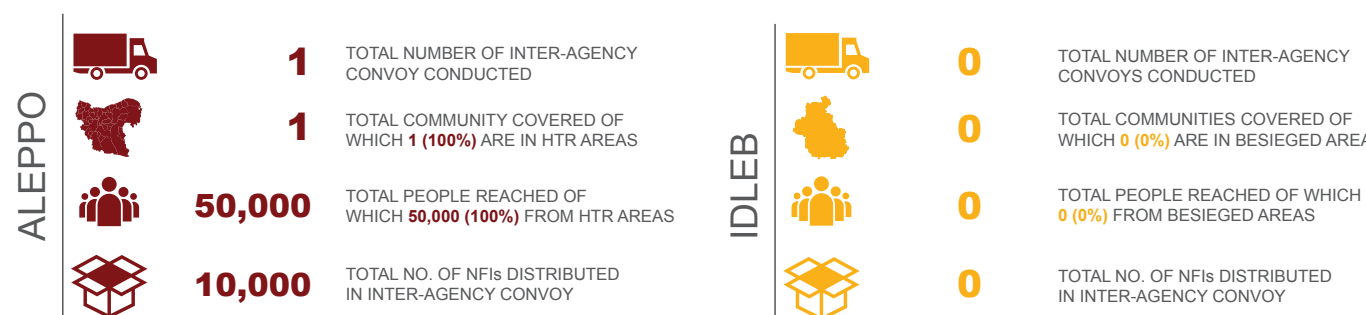 ALEPPO
1
TOTAL NUMBER OF INTER-AGENCY
CONVOY CONDUCTED
1
TOTAL COMMUNITY COVERED OF
WHICH 1 (100%) ARE IN HTR AREAS
50,000
TOTAL PEOPLE REACHED OF
WHICH 50,000 (100%) FROM HTR AREAS
10,000
TOTAL NO. OF NFIs DISTRIBUTED
IN INTER-AGENCY CONVOY
IDLEB
0
TOTAL NUMBER OF INTER-AGENCY
CONVOYS CONDUCTED
0
TOTAL COMMUNITIES COVERED OF
WHICH 0 (0%) ARE IN BESIEGED AREA
0
TOTAL PEOPLE REACHED OF WHICH
0 (0%) FROM BESIEGED AREAS
0
TOTAL NO. OF NFIs DISTRIBUTED
IN INTER-AGENCY CONVOY